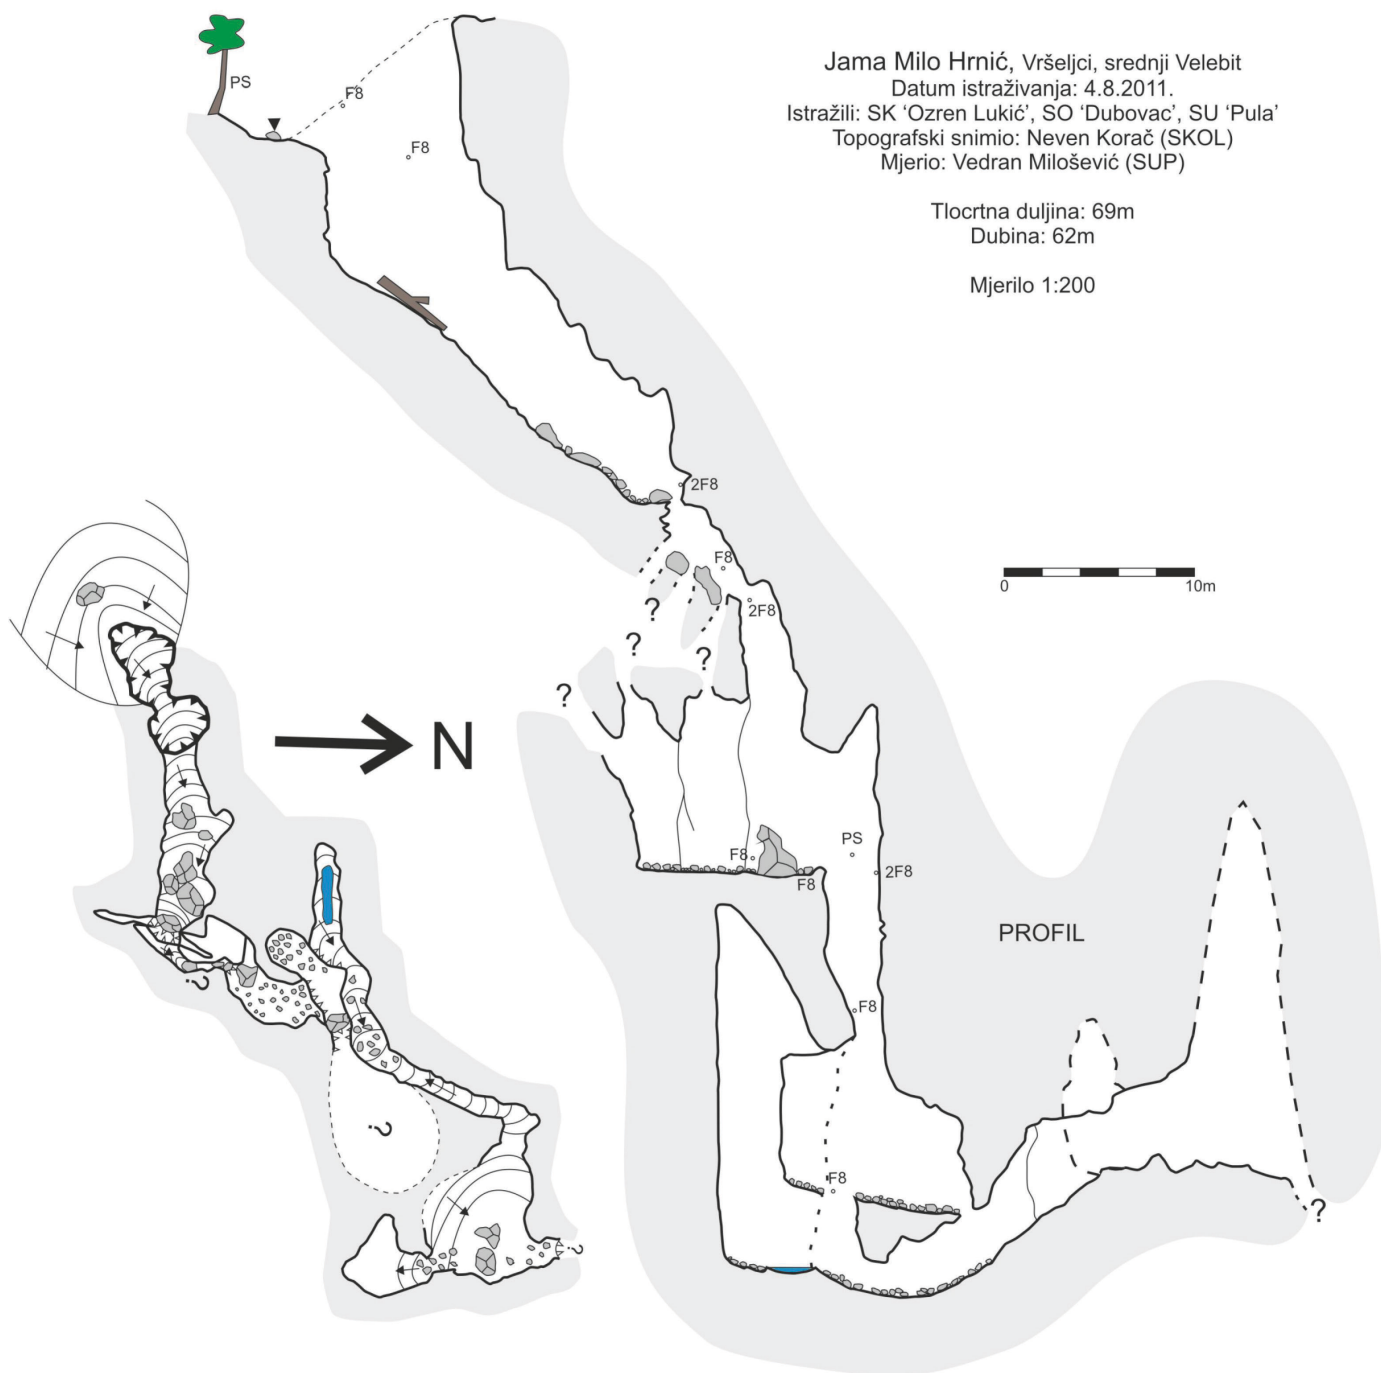 Jama Milo Hrnić, Vršeljci, srednji Velebit
Datum istraživanja: 4.8.2011.
Istražili: SK ‘Ozren Lukić’, SO ‘Dubovac’, SU ‘Pula’
Topografski snimio: Neven Korač (SKOL)
Mjerio: Vedran Milošević (SUP)
Tlocrtna duljina: 69m
Dubina: 62m
Mjerilo 1:200
PS
F8
F8
2F8
F8
2F8
?
?
?
?
0 10m
N
PS
F8
2F8
F8
PROFIL
?
F8
?
F8
?
?